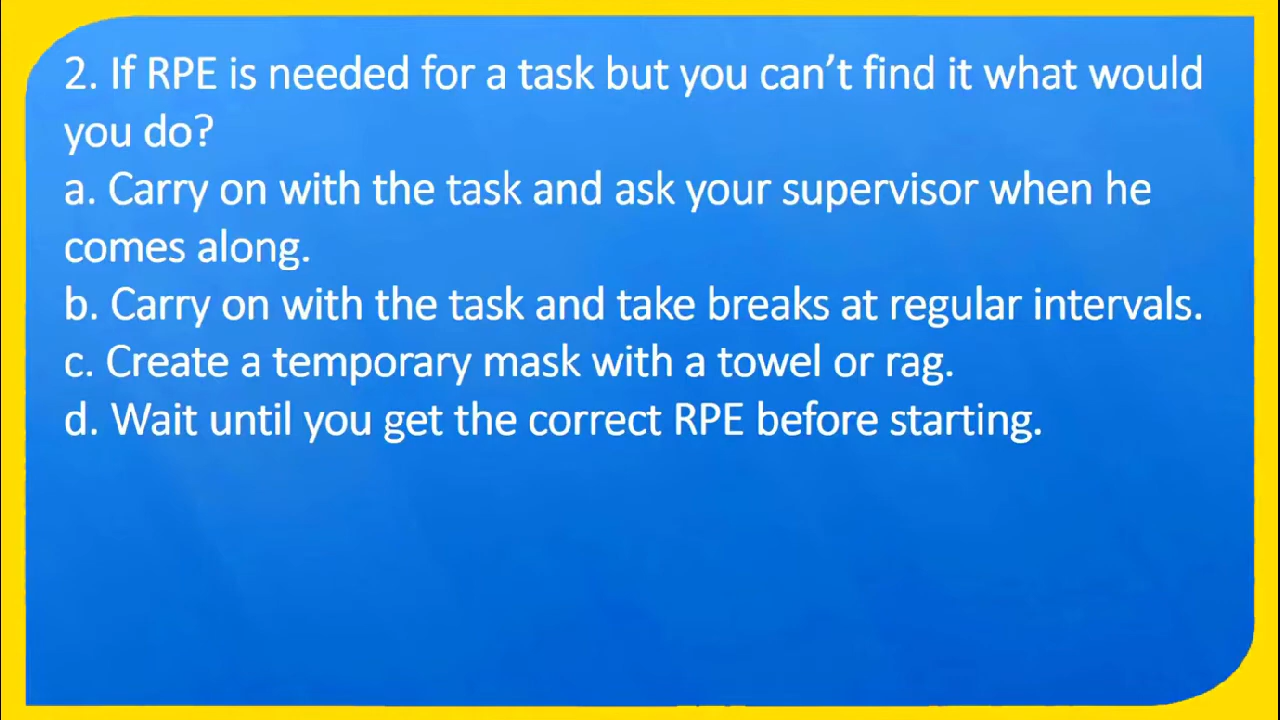 2. If RPE is needed for a task but you can’t find it what would
you do?
a. Carry on with the task and ask your supervisor when he
comes along.
b. Carry on with the task and take breaks at regular intervals.
c. Create a temporary mask with a towel or rag.
d. Wait until you get the correct RPE before starting.